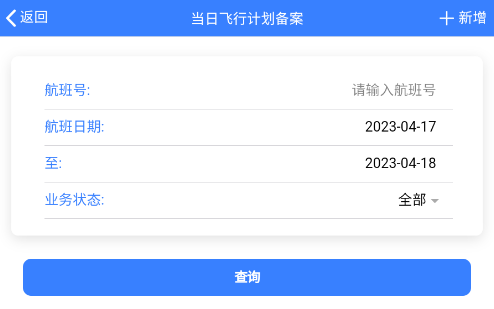 返回 当日飞行计划备案 新增
航班号: 请输入航班号
航班日期: 2023-04-17
至: 2023-04-18
业务状态: 全部
查询